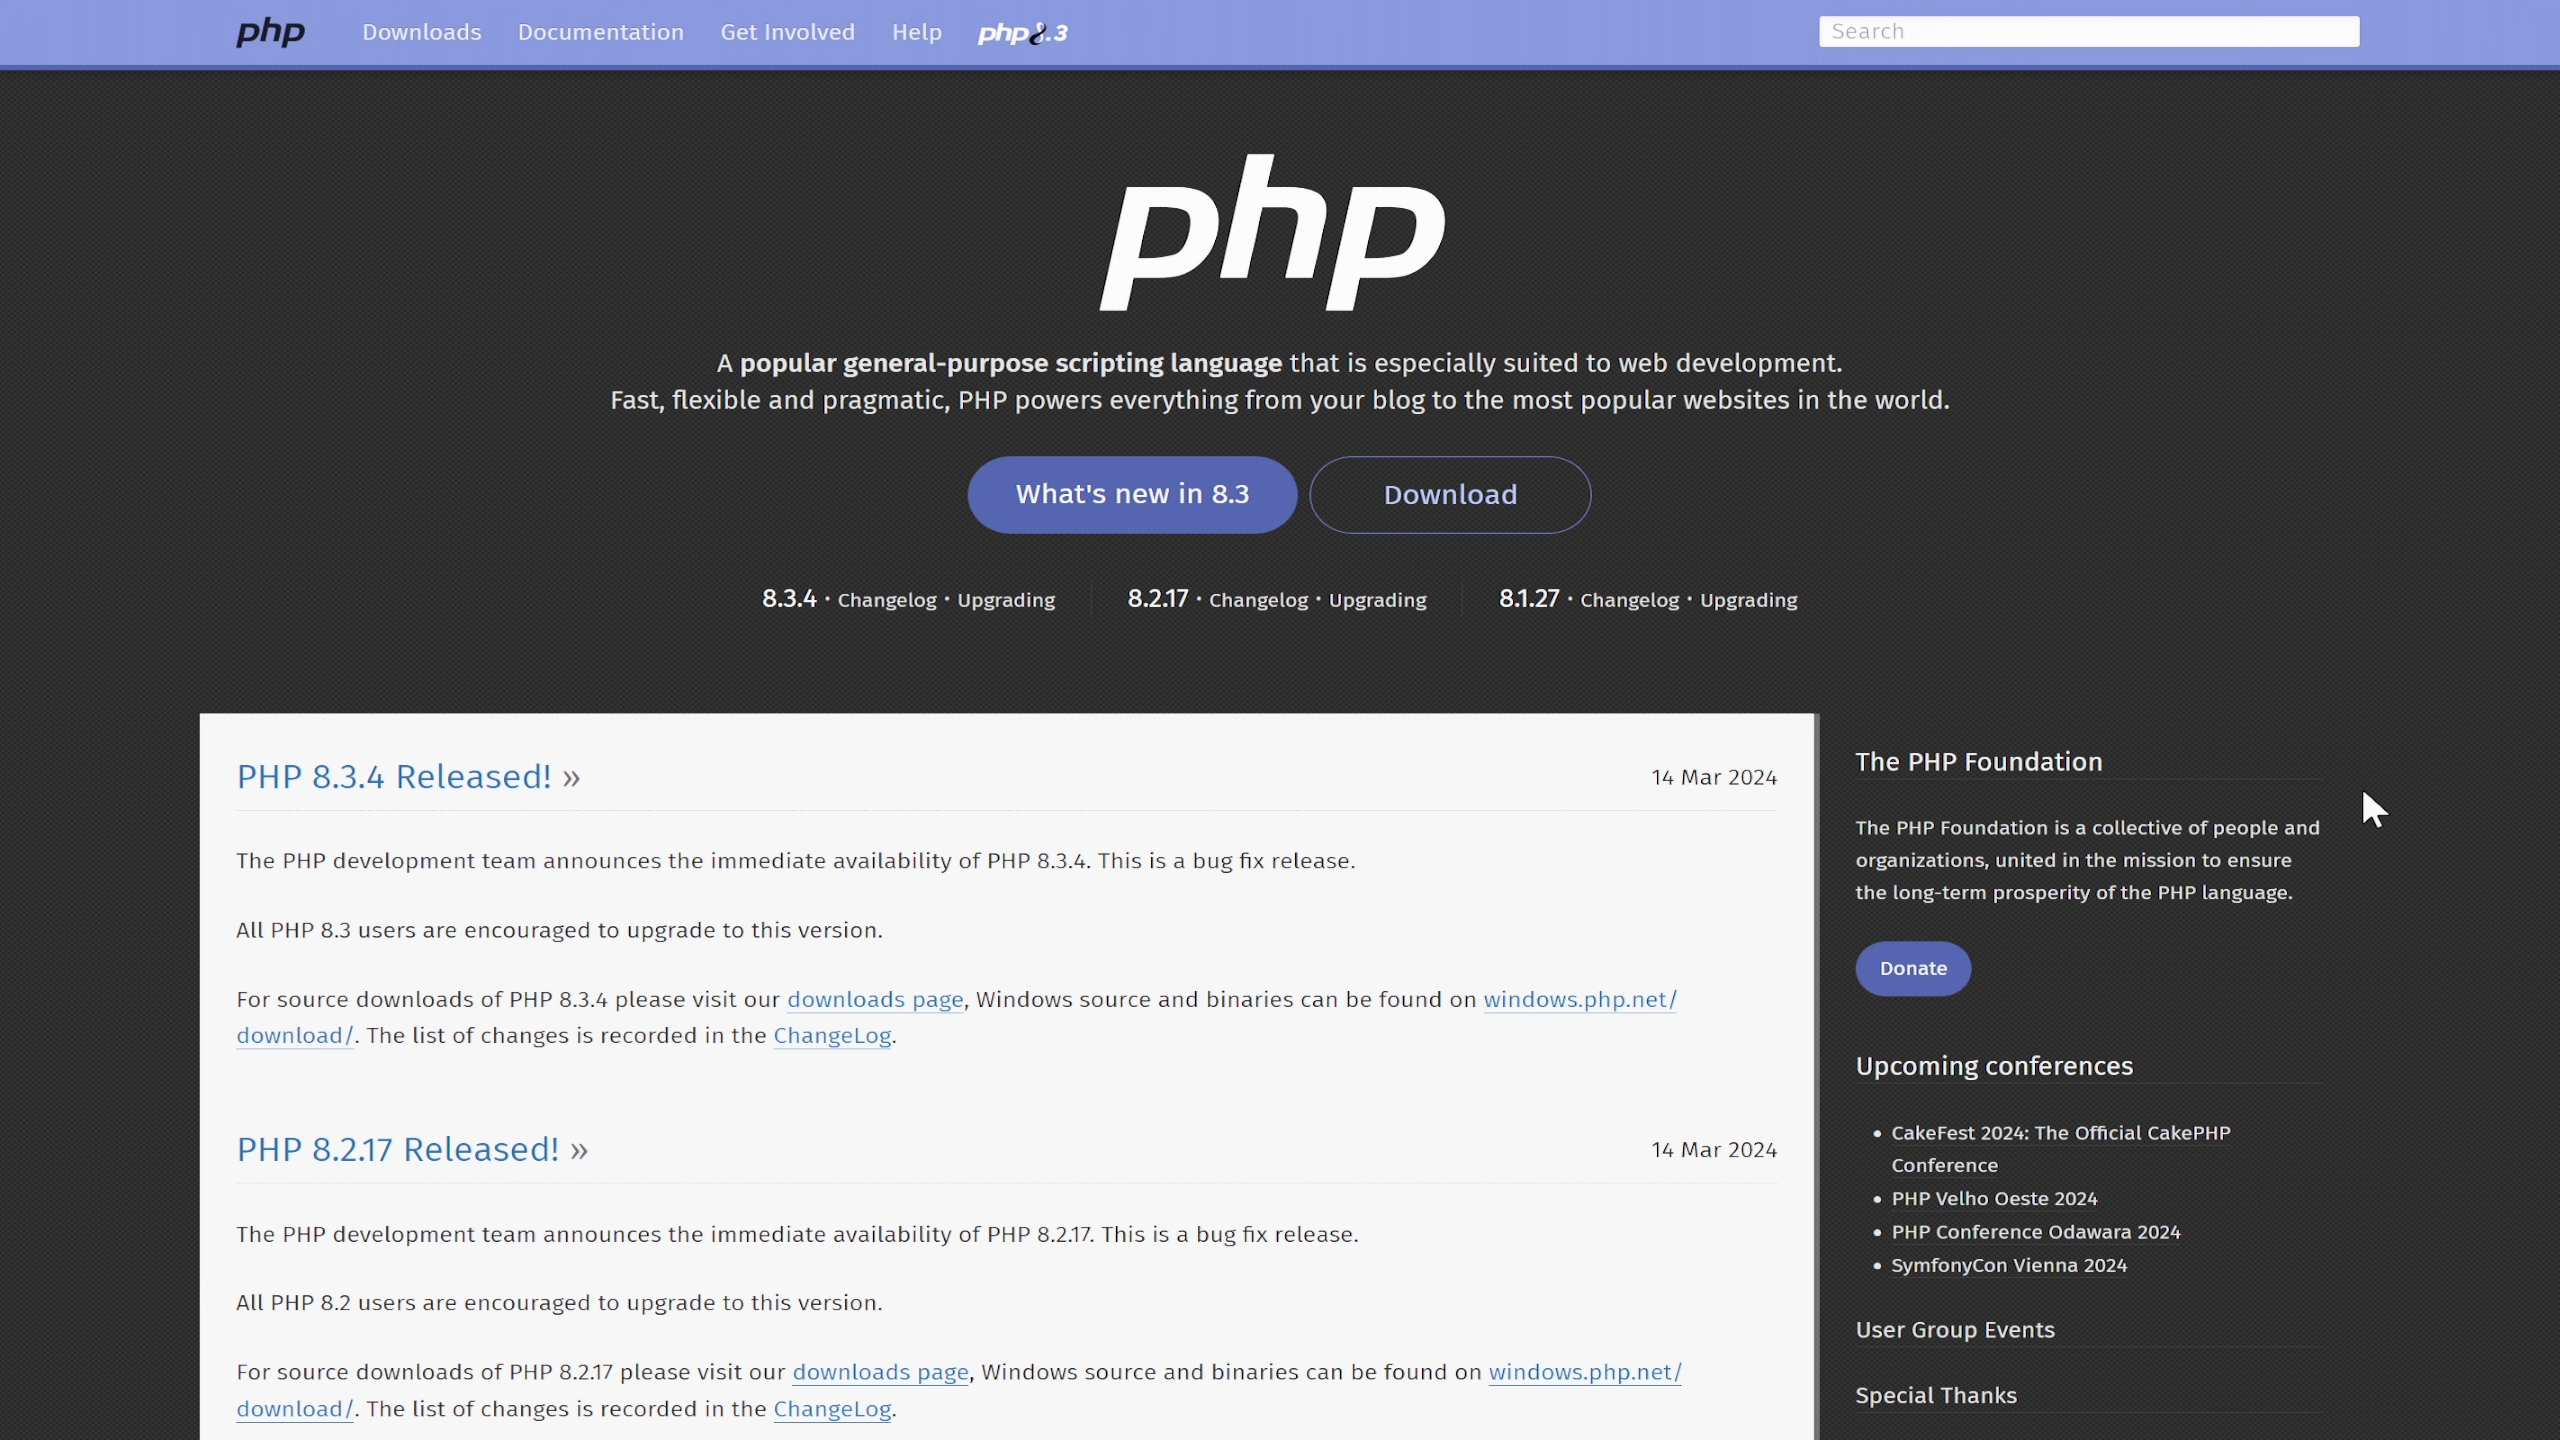 php Downloads Documentation Get Involved Help php8.3 Search
php
A popular general-purpose scripting language that is especially suited to web development.
Fast, flexible and pragmatic, PHP powers everything from your blog to the most popular websites in the world.
What's new in 8.3 Download
8.3.4 · Changelog · Upgrading 8.2.17 · Changelog · Upgrading 8.1.27 · Changelog · Upgrading
PHP 8.3.4 Released! » 14 Mar 2024
The PHP development team announces the immediate availability of PHP 8.3.4. This is a bug fix release.
All PHP 8.3 users are encouraged to upgrade to this version.
For source downloads of PHP 8.3.4 please visit our downloads page, Windows source and binaries can be found on windows.php.net/
download/. The list of changes is recorded in the ChangeLog.
PHP 8.2.17 Released! » 14 Mar 2024
The PHP development team announces the immediate availability of PHP 8.2.17. This is a bug fix release.
All PHP 8.2 users are encouraged to upgrade to this version.
For source downloads of PHP 8.2.17 please visit our downloads page, Windows source and binaries can be found on windows.php.net/
download/. The list of changes is recorded in the ChangeLog.
The PHP Foundation
The PHP Foundation is a collective of people and
organizations, united in the mission to ensure
the long-term prosperity of the PHP language.
Donate
Upcoming conferences
• CakeFest 2024: The Official CakePHP
Conference
• PHP Velho Oeste 2024
• PHP Conference Odawara 2024
• SymfonyCon Vienna 2024
User Group Events
Special Thanks